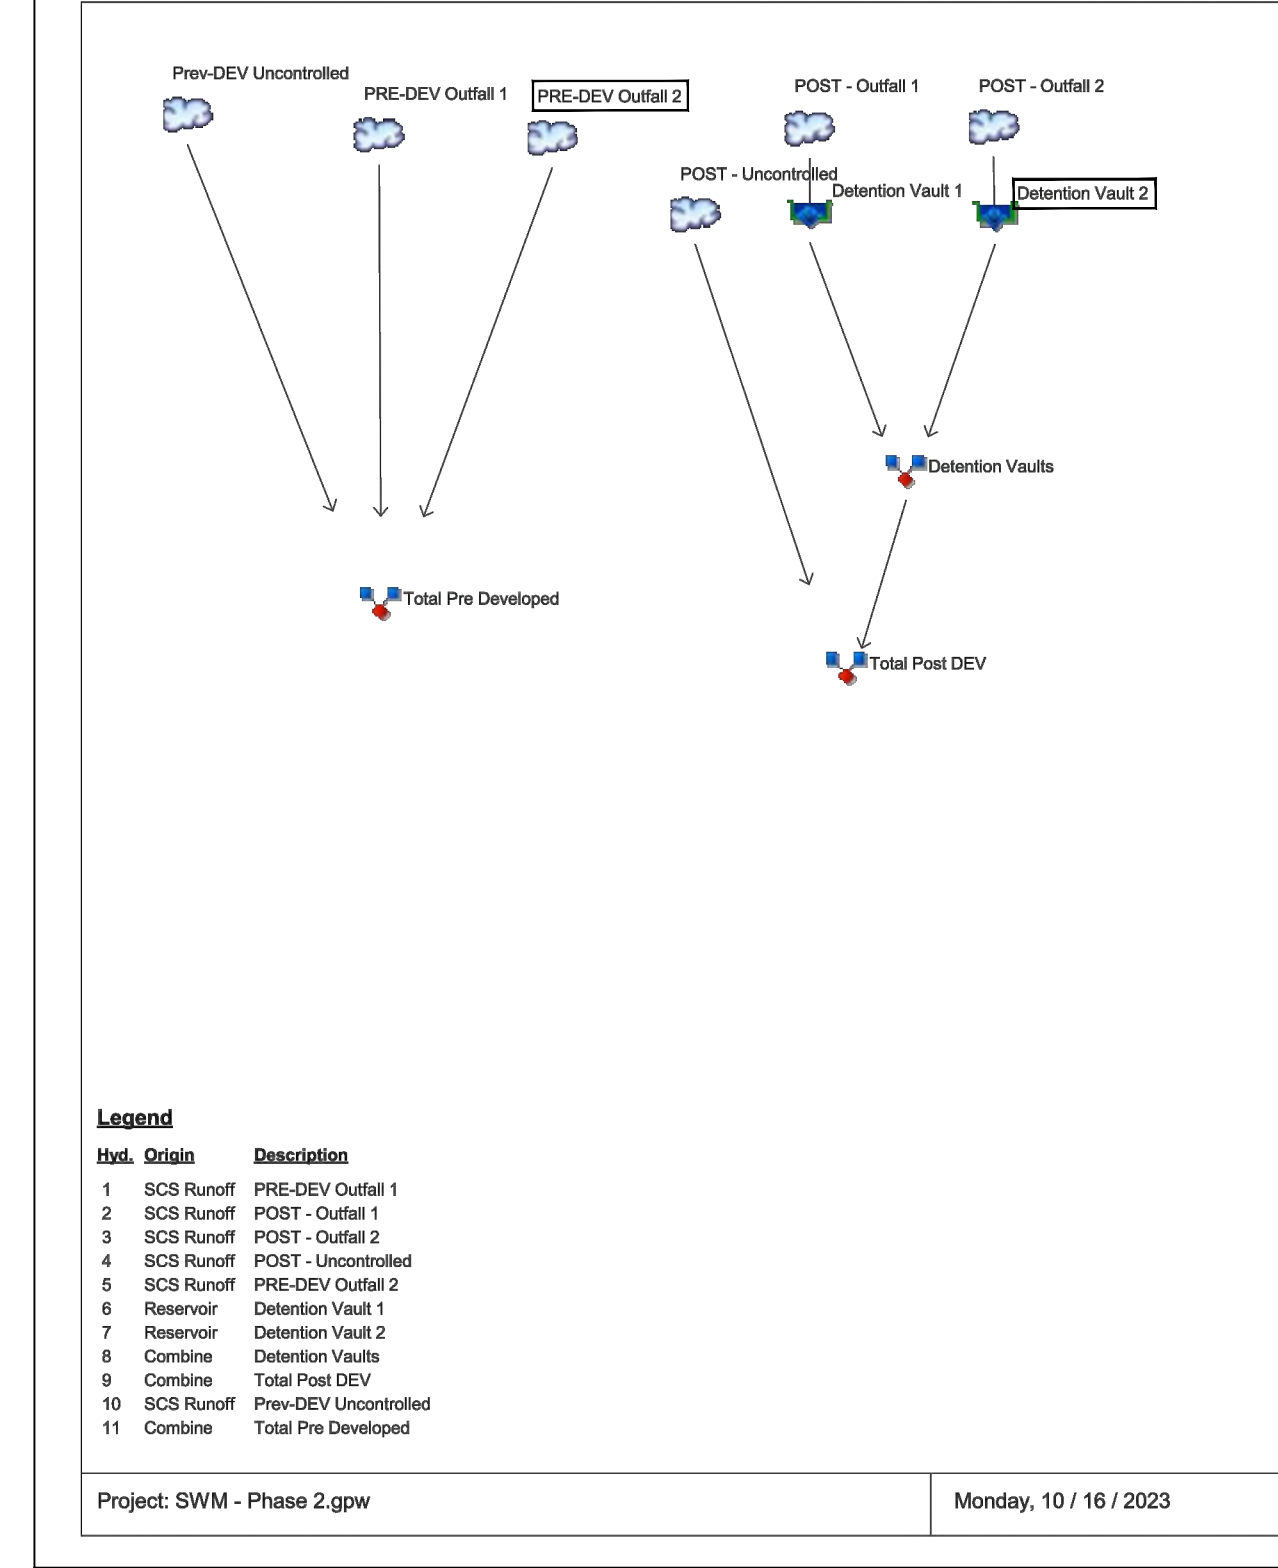 Prev-DEV Uncontrolled
PRE-DEV Outfall 1
PRE-DEV Outfall 2
POST - Outfall 1
POST - Outfall 2
POST - Uncontrolled
Detention Vault 1
Detention Vault 2
Detention Vaults
Total Pre Developed
Total Post DEV
Legend
Hyd. Origin Description
1 SCS Runoff PRE-DEV Outfall 1
2 SCS Runoff POST - Outfall 1
3 SCS Runoff POST - Outfall 2
4 SCS Runoff POST - Uncontrolled
5 SCS Runoff PRE-DEV Outfall 2
6 Reservoir Detention Vault 1
7 Reservoir Detention Vault 2
8 Combine Detention Vaults
9 Combine Total Post DEV
10 SCS Runoff Prev-DEV Uncontrolled
11 Combine Total Pre Developed
Project: SWM - Phase 2.gpw
Monday, 10 / 16 / 2023